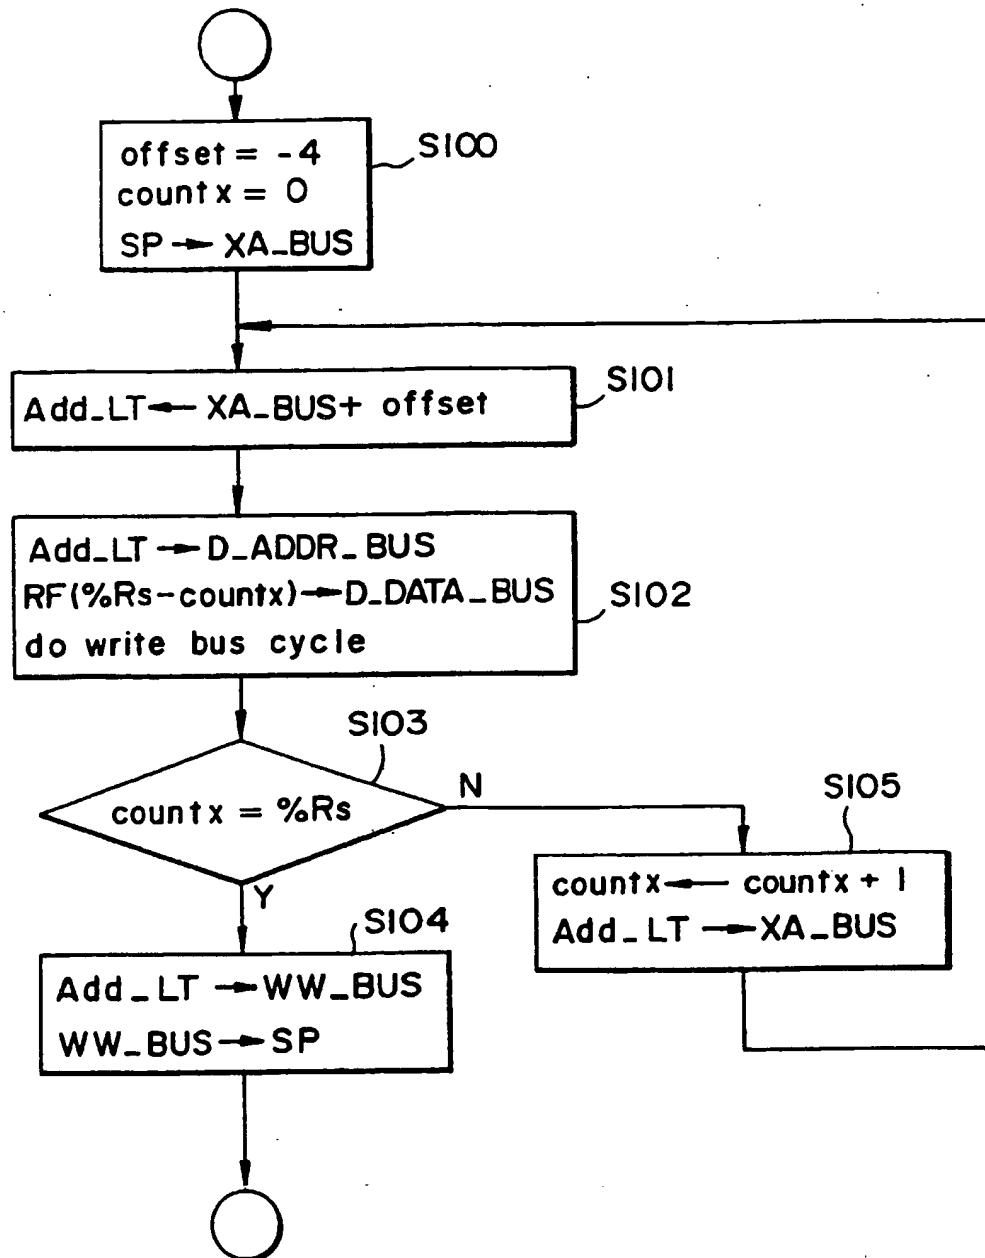 offset = -4
countx = 0
SP → XA_BUS
S100
Add_LT ← XA_BUS + offset
S101
Add_LT → D_ADDR_BUS
RF(%Rs-countx) → D_DATA_BUS
do write bus cycle
S102
S103
countx = %Rs
N
Y
S105
countx ← countx + 1
Add_LT → XA_BUS
S104
Add_LT → WW_BUS
WW_BUS → SP